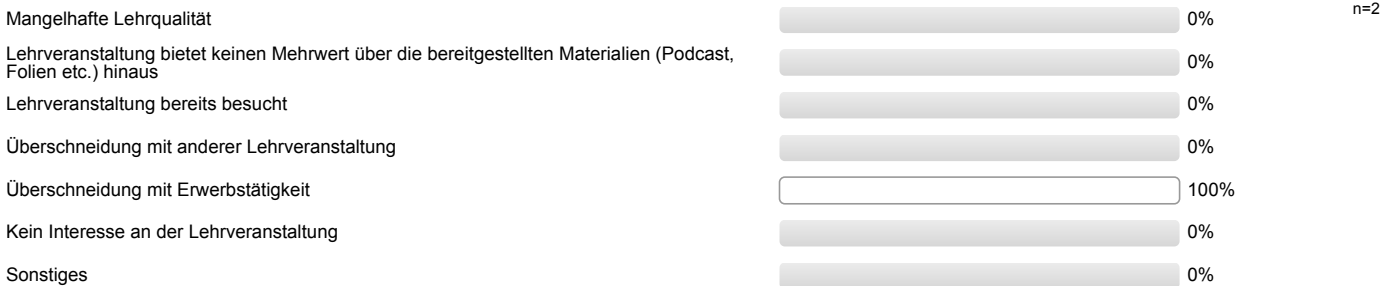 Mangelhafte Lehrqualität 0% n=2
Lehrveranstaltung bietet keinen Mehrwert über die bereitgestellten Materialien (Podcast,
Folien etc.) hinaus 0%
Lehrveranstaltung bereits besucht 0%
Überschneidung mit anderer Lehrveranstaltung 0%
Überschneidung mit Erwerbstätigkeit 100%
Kein Interesse an der Lehrveranstaltung 0%
Sonstiges 0%